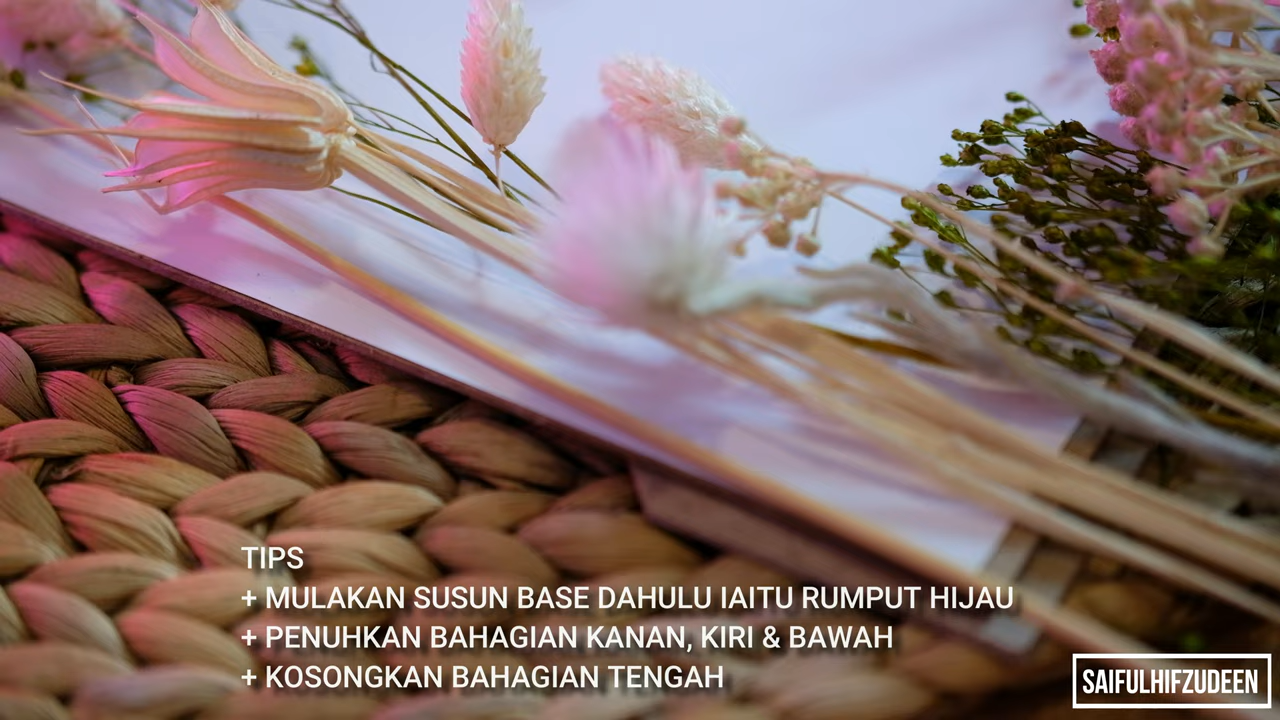 TIPS
+ MULAKAN SUSUN BASE DAHULU IAITU RUMPUT HIJAU
+ PENUHKAN BAHAGIAN KANAN, KIRI & BAWAH
+ KOSONGKAN BAHAGIAN TENGAH
SAIFULHIFZUDEEN